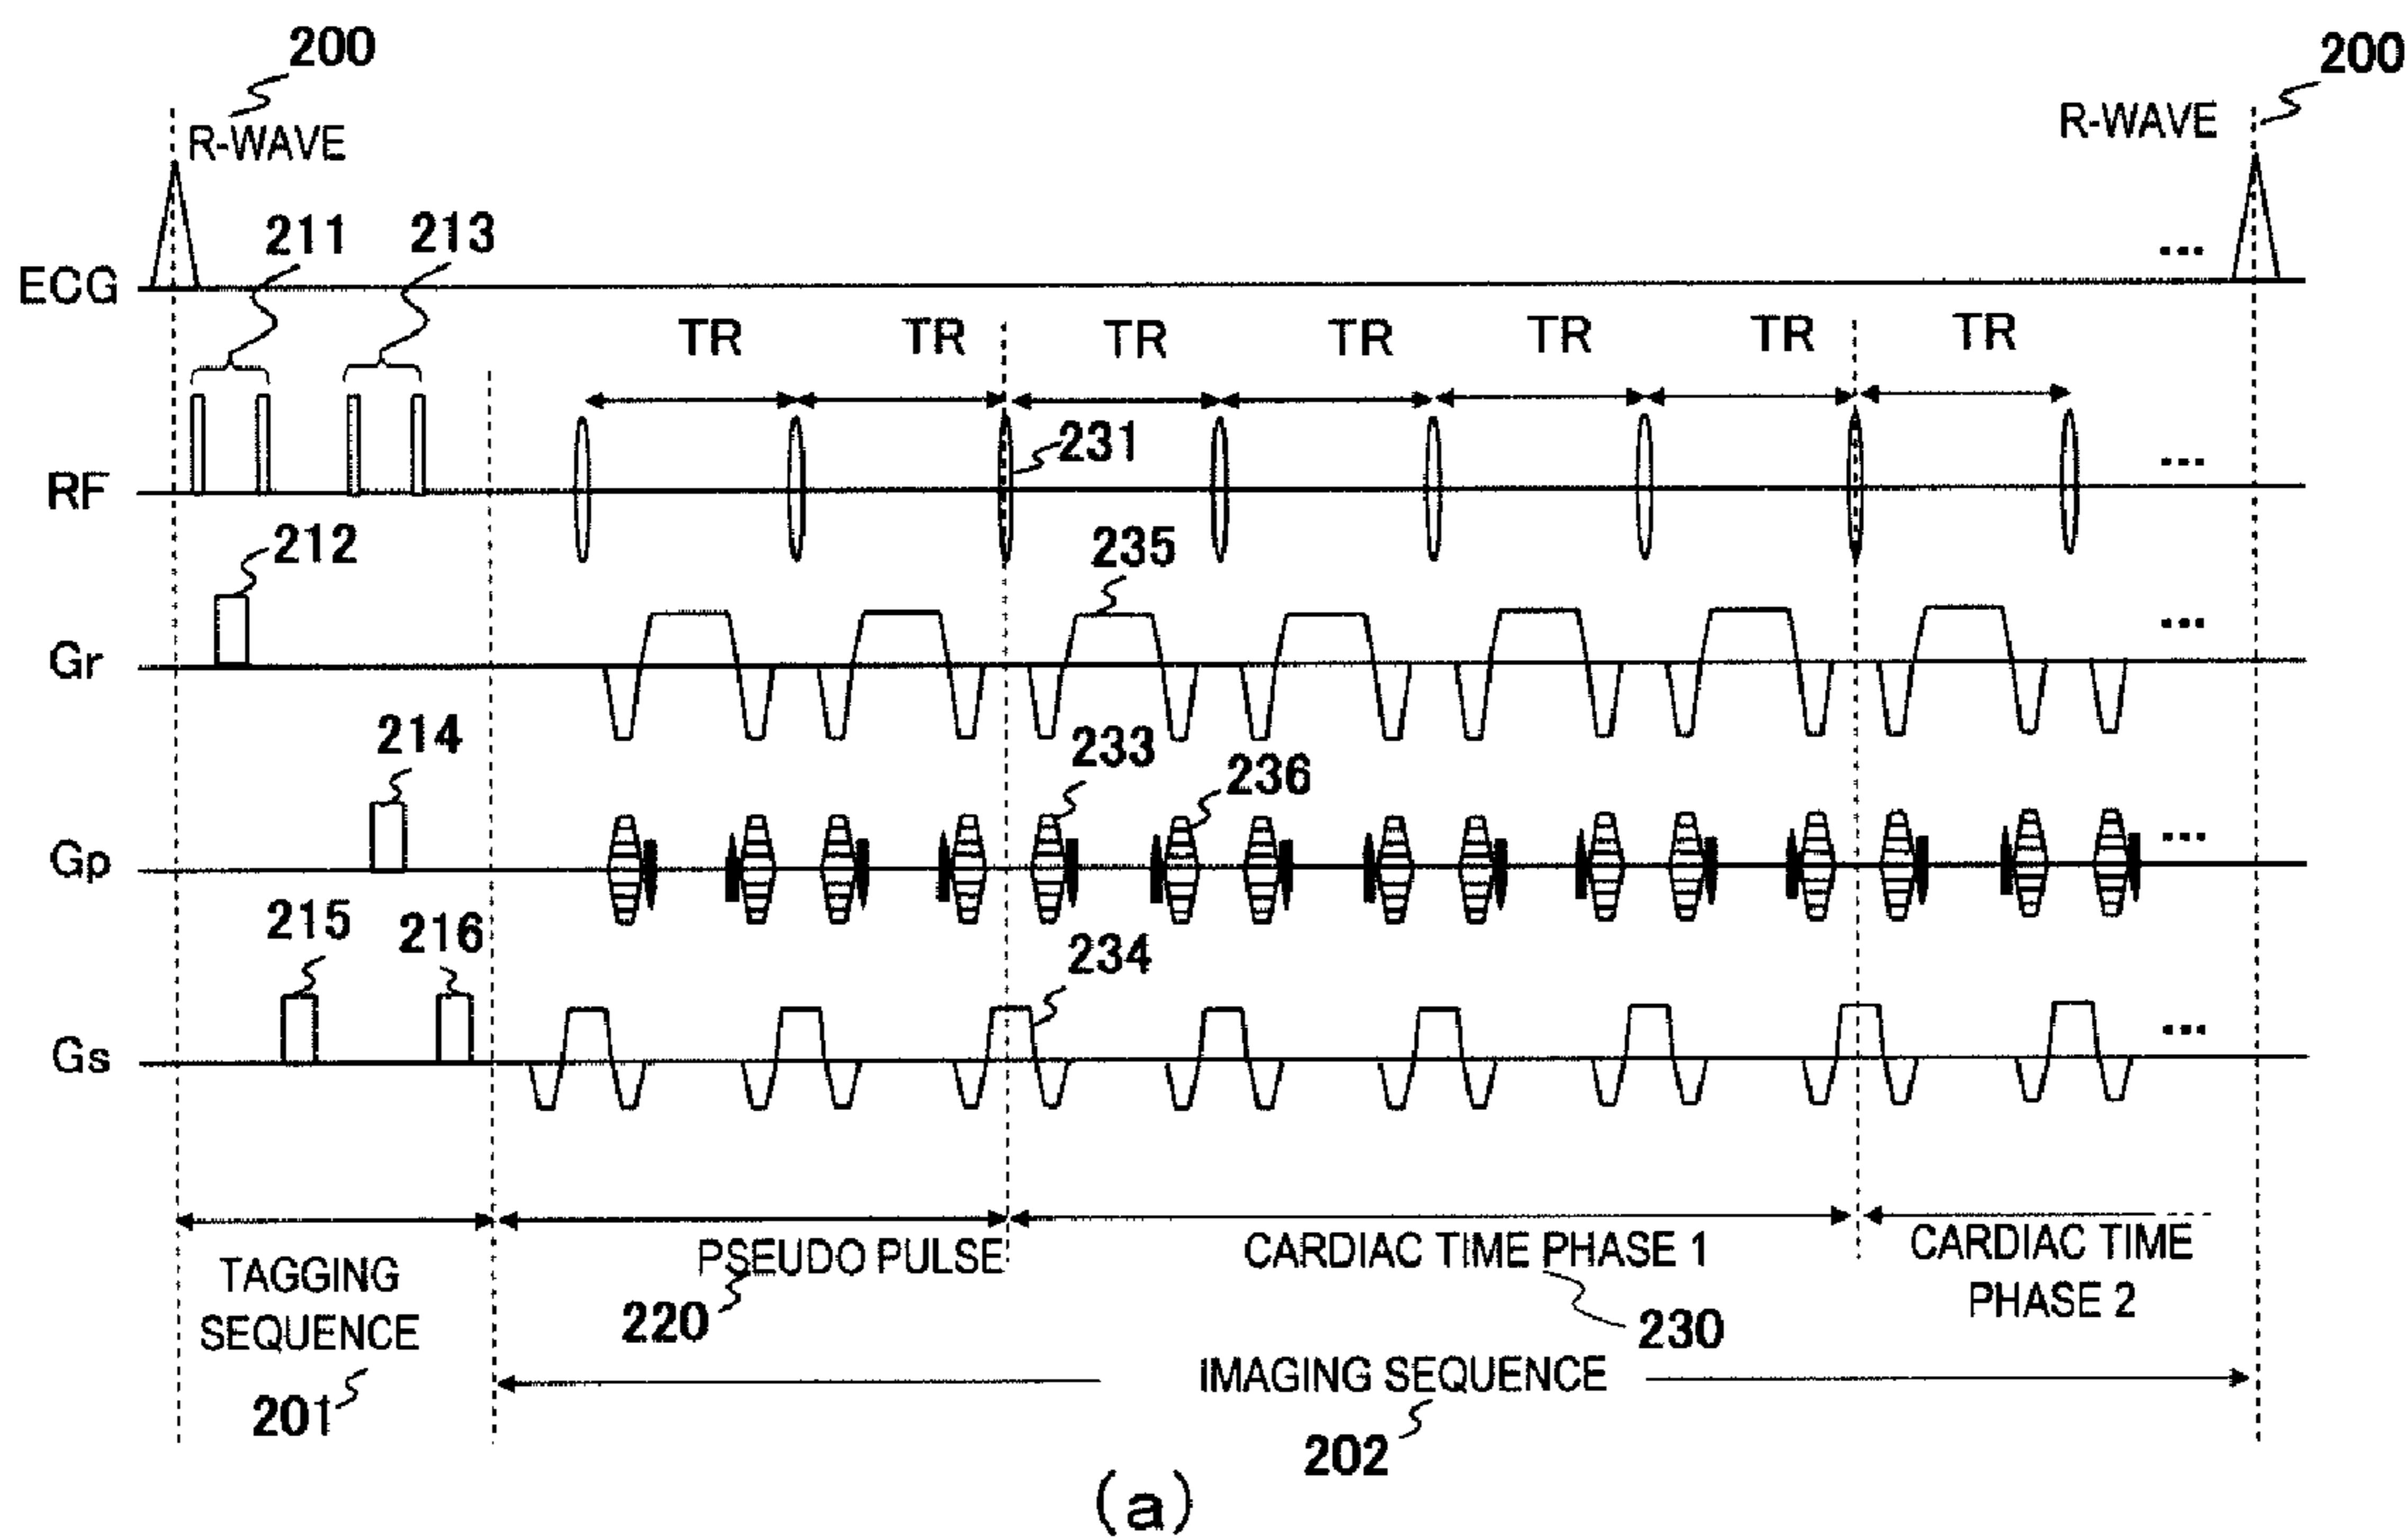 200
200
R-WAVE
R-WAVE
211
213
...
ECG
TR
TR
TR
TR
TR
TR
TR
231
...
RF
212
235
...
Gr
214
233
236
...
Gp
215
216
234
...
Gs
PSEUDO PULSE
CARDIAC TIME PHASE 1
CARDIAC TIME
PHASE 2
TAGGING
SEQUENCE
220
230
201
IMAGING SEQUENCE
202
(a)